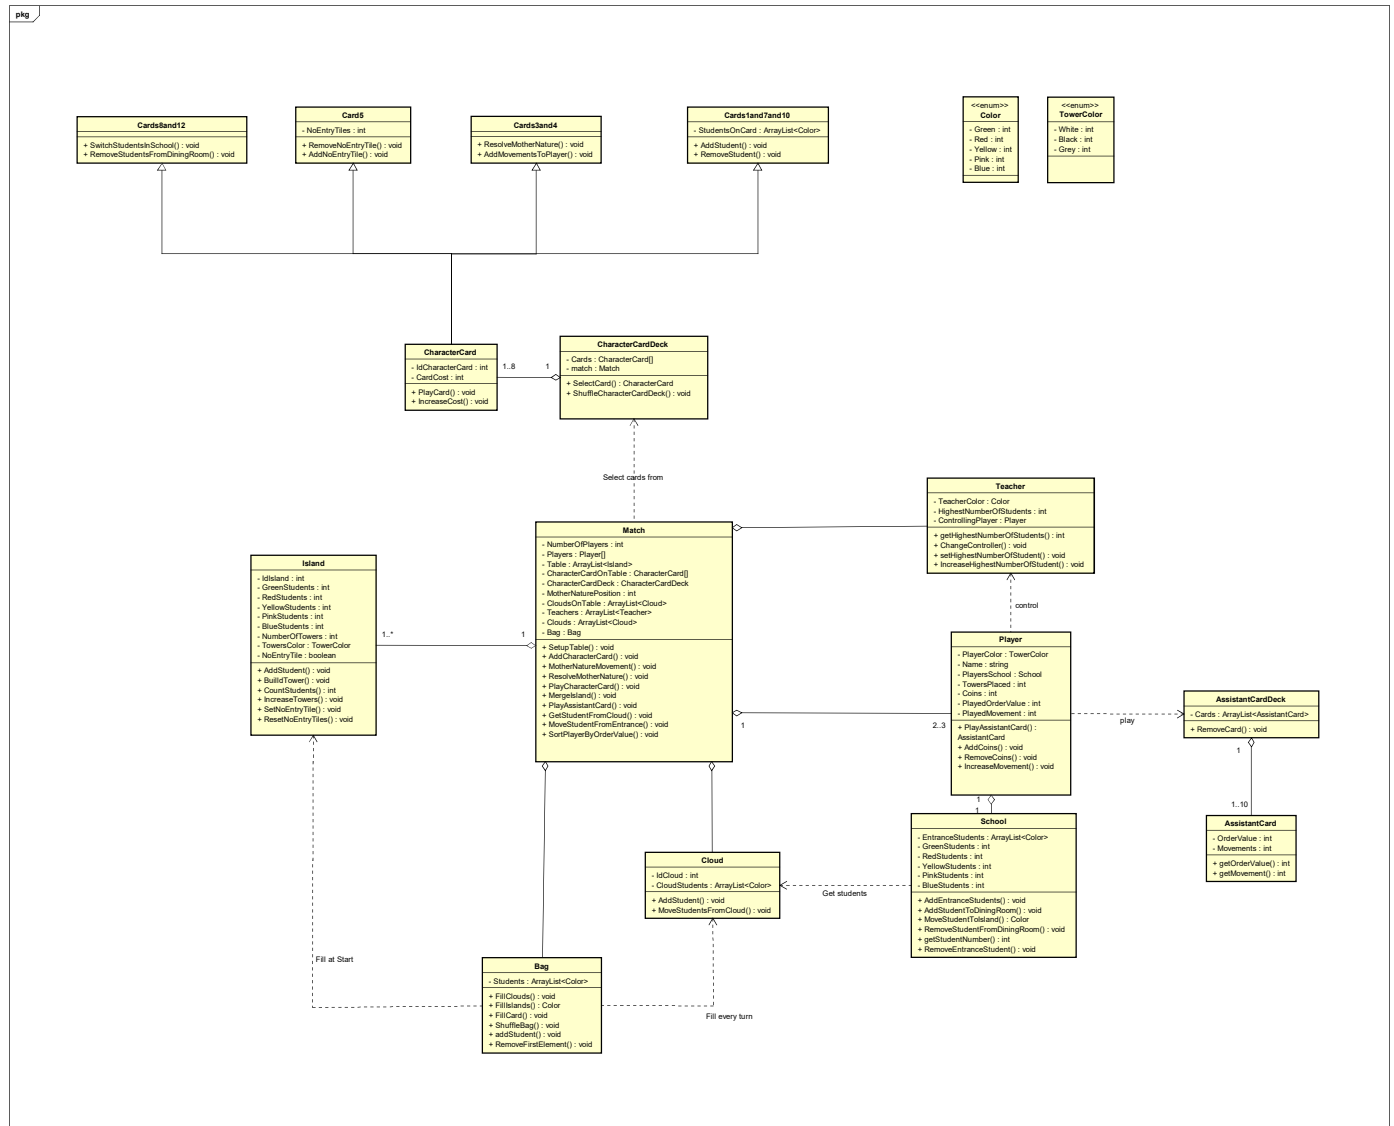 pkg
Cards8and12
+ SwitchStudentsInSchool() : void
+ RemoveStudentsFromDiningRoom() : void
Card5
- NoEntryTiles : int
+ RemoveNoEntryTile() : void
+ AddNoEntryTile() : void
Cards3and4
+ ResolveMotherNature() : void
+ AddMovementsToPlayer() : void
Cards1and7and10
- StudentsOnCard : ArrayList<Color>
+ AddStudent() : void
+ RemoveStudent() : void
<<enum>>
Color
- Green : int
- Red : int
- Yellow : int
- Pink : int
- Blue : int
<<enum>>
TowerColor
- White : int
- Black : int
- Grey : int
CharacterCard
- IdCharacterCard : int
- CardCost : int
+ PlayCard() : void
+ IncreaseCost() : void
1..8
1
CharacterCardDeck
- Cards : CharacterCard[]
- match : Match
+ SelectCard() : CharacterCard
+ ShuffleCharacterCardDeck() : void
Select cards from
Teacher
- TeacherColor : Color
- HighestNumberOfStudents : int
- ControllingPlayer : Player
+ getHighestNumberOfStudents() : int
+ ChangeController() : void
+ setHighestNumberOfStudent() : void
+ IncreaseHighestNumberOfStudent() : void
Match
- NumberOfPlayers : int
- Players : Player[]
- Table : ArrayList<Island>
- CharacterCardOnTable : CharacterCard[]
- CharacterCardDeck : CharacterCardDeck
- MotherNaturePosition : int
- CloudsOnTable : ArrayList<Cloud>
- Teachers : ArrayList<Teacher>
- Clouds : ArrayList<Cloud>
- Bag : Bag
+ SetupTable() : void
+ AddCharacterCard() : void
+ MotherNatureMovement() : void
+ ResolveMotherNature() : void
+ PlayCharacterCard() : void
+ MergeIsland() : void
+ PlayAssistantCard() : void
+ GetStudentFromCloud() : void
+ MoveStudentFromEntrance() : void
+ SortPlayerByOrderValue() : void
Island
- IdIsland : int
- GreenStudents : int
- RedStudents : int
- YellowStudents : int
- PinkStudents : int
- BlueStudents : int
- NumberOfTowers : int
- TowersColor : TowerColor
- NoEntryTile : boolean
+ AddStudent() : void
+ BuilldTower() : void
+ CountStudents() : int
+ IncreaseTowers() : void
+ SetNoEntryTile() : void
+ ResetNoEntryTiles() : void
1..*
1
control
Player
- PlayerColor : TowerColor
- Name : string
- PlayersSchool : School
- TowersPlaced : int
- Coins : int
- PlayedOrderValue : int
- PlayedMovement : int
+ PlayAssistantCard() :
AssistantCard
+ AddCoins() : void
+ RemoveCoins() : void
+ IncreaseMovement() : void
1
2..3
play
AssistantCardDeck
- Cards : ArrayList<AssistantCard>
+ RemoveCard() : void
1
1..10
AssistantCard
- OrderValue : int
- Movements : int
+ getOrderValue() : int
+ getMovement() : int
1
1
School
- EntranceStudents : ArrayList<Color>
- GreenStudents : int
- RedStudents : int
- YellowStudents : int
- PinkStudents : int
- BlueStudents : int
+ AddEntranceStudents() : void
+ AddStudentToDiningRoom() : void
+ MoveStudentToIsland() : Color
+ RemoveStudentFromDiningRoom() : void
+ getStudentNumber() : int
+ RemoveEntranceStudent() : void
Cloud
- IdCloud : int
- CloudStudents : ArrayList<Color>
+ AddStudent() : void
+ MoveStudentsFromCloud() : void
Get students
Fill at Start
Bag
- Students : ArrayList<Color>
+ FillClouds() : void
+ FillIslands() : Color
+ FillCard() : void
+ ShuffleBag() : void
+ addStudent() : void
+ RemoveFirstElement() : void
Fill every turn